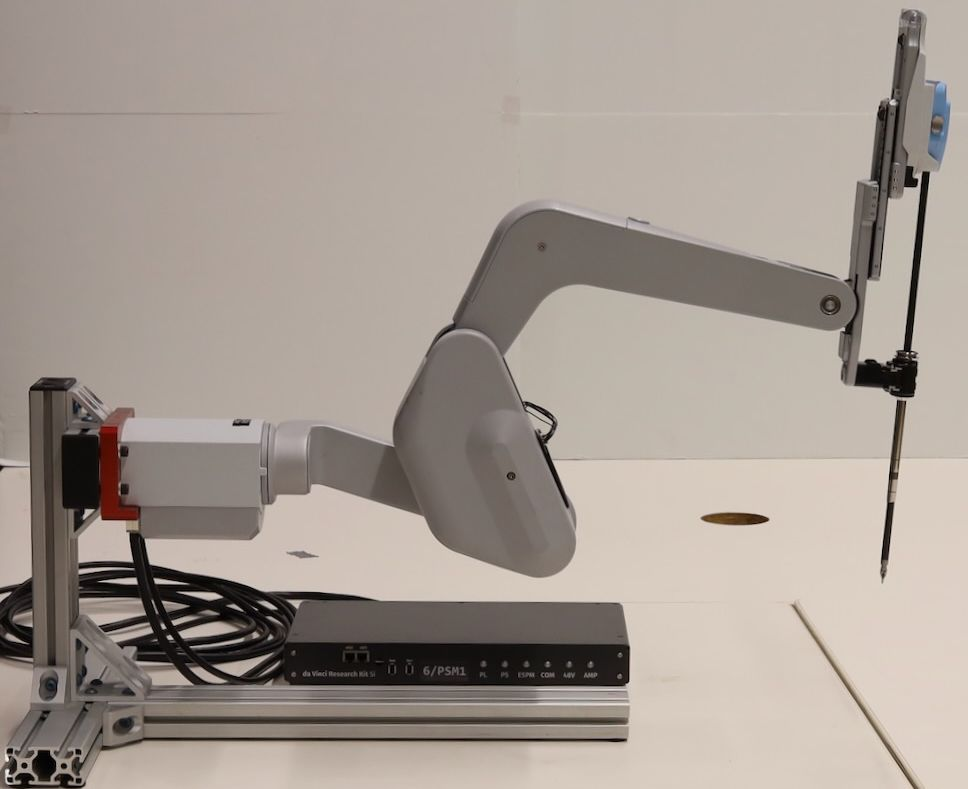 da Vinci Research Kit Si
6/PSM1
PL PS ESPM COM 48V AMP